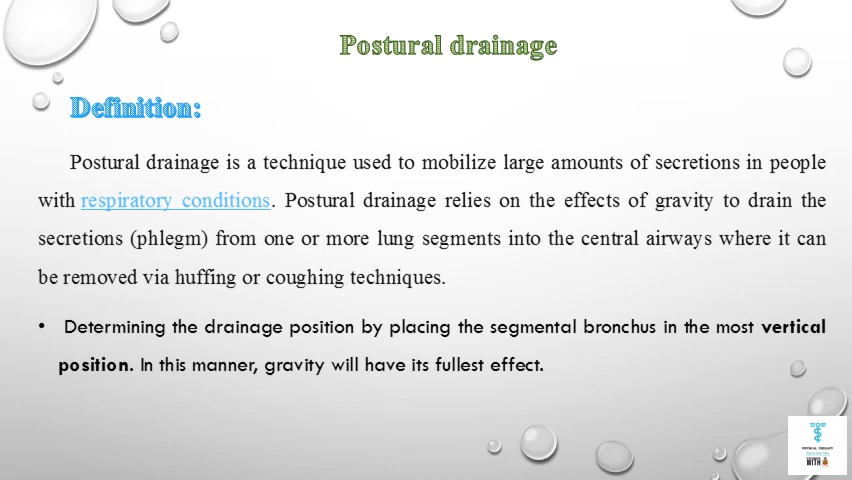 Postural drainage
Definition:
Postural drainage is a technique used to mobilize large amounts of secretions in people
with respiratory conditions. Postural drainage relies on the effects of gravity to drain the
secretions (phlegm) from one or more lung segments into the central airways where it can
be removed via huffing or coughing techniques.
• Determining the drainage position by placing the segmental bronchus in the most vertical
position. In this manner, gravity will have its fullest effect.
PHYSICAL THERAPY
WITH